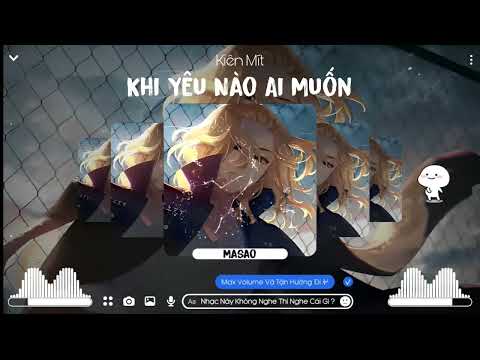 Kiên Mít
KHI YÊU NÀO AI MUỐN
MASAO
Max Volume Và Tận Hưởng Đi
Aa Nhạc Này Không Nghe Thì Nghe Cái Gì ?